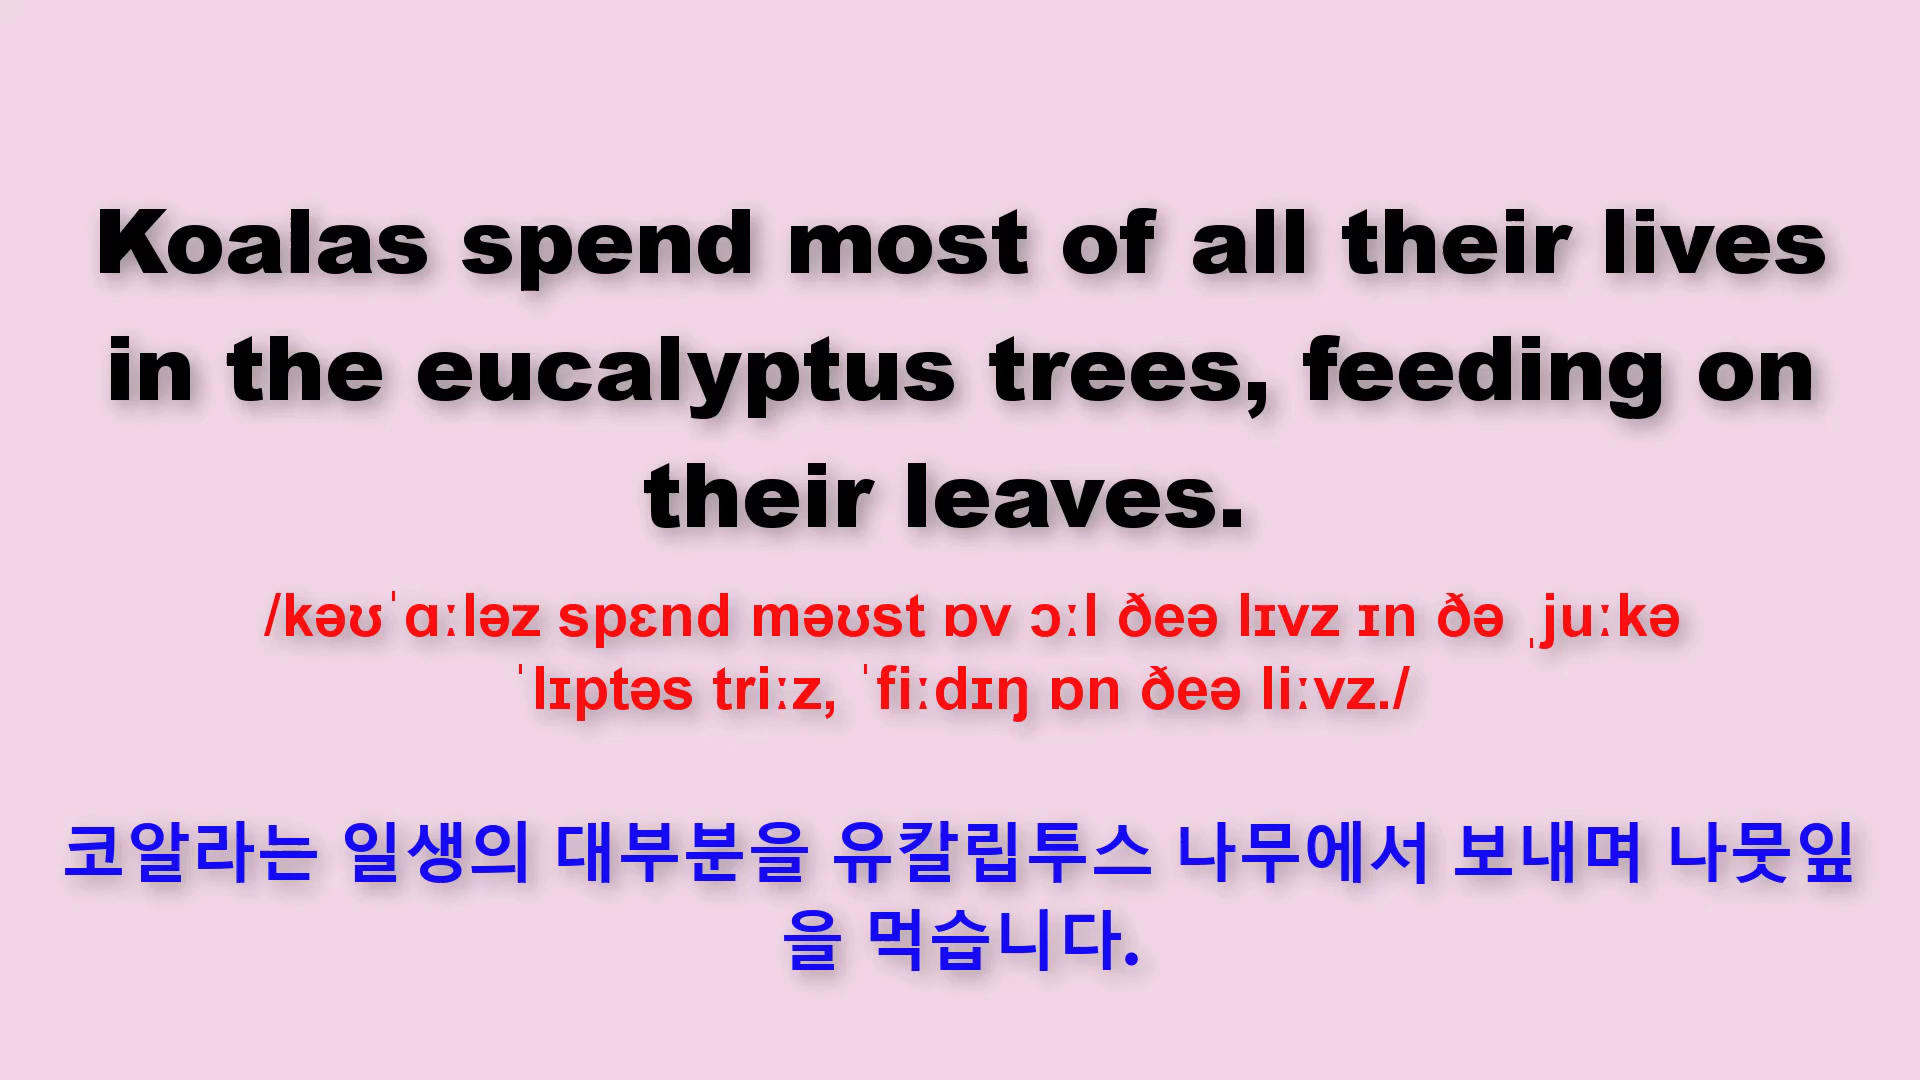 Koalas spend most of all their lives
in the eucalyptus trees, feeding on
their leaves.
/kəʊˈɑːləz spɛnd məʊst ɒv ɔːl ðeə lɪvz ɪn ðə ˌjuːkə
ˈlɪptəs triːz, ˈfiːdɪŋ ɒn ðeə liːvz./
코알라는 일생의 대부분을 유칼립투스 나무에서 보내며 나뭇잎
을 먹습니다.